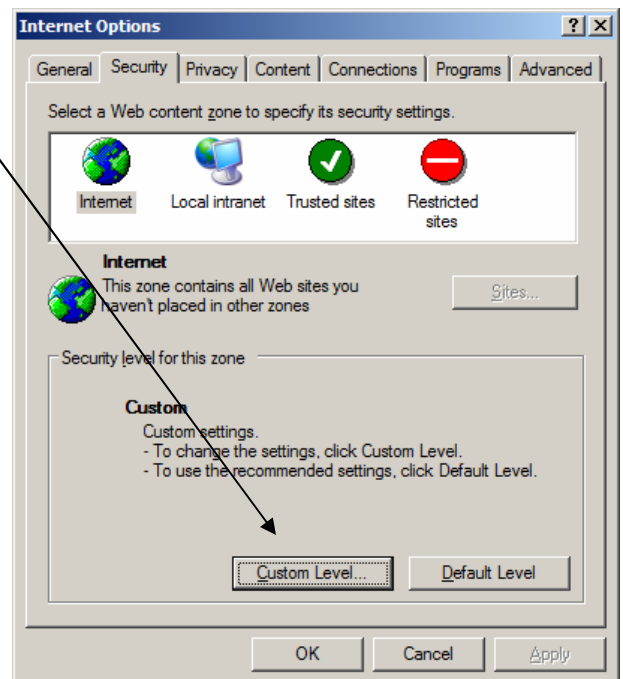 Internet Options
General Security Privacy Content Connections Programs Advanced
Select a Web content zone to specify its security settings.
Internet Local intranet Trusted sites Restricted
sites
Internet
This zone contains all Web sites you
haven't placed in other zones
Sites...
Security level for this zone
Custom
Custom settings.
- To change the settings, click Custom Level.
- To use the recommended settings, click Default Level.
Custom Level... Default Level
OK Cancel Apply